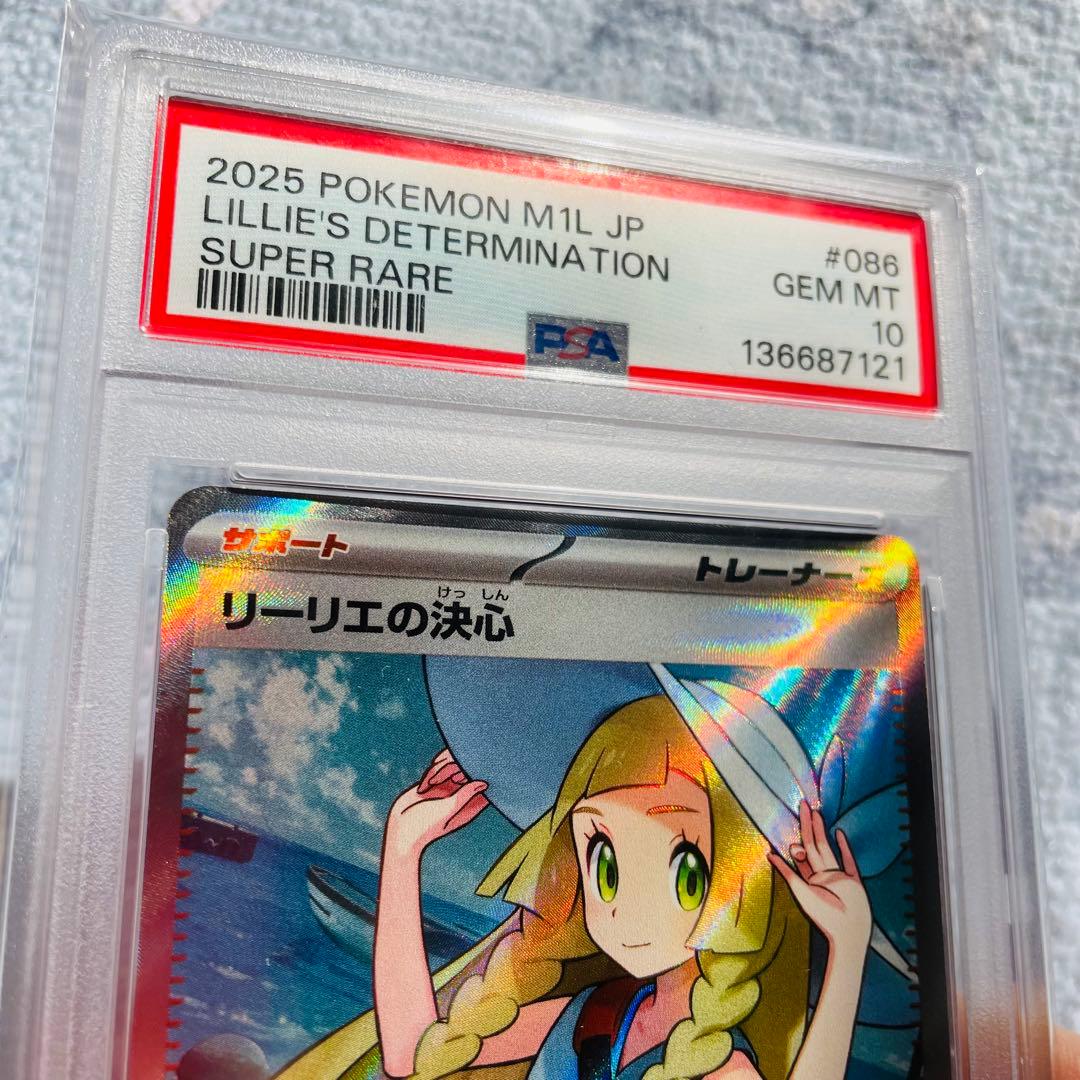 2025 POKEMON M1L JP
LILLIE'S DETERMINATION
SUPER RARE
#086
GEM MT
10
136687121
PSA
サポート
トレーナーズ
けっ しん
リーリエの決心